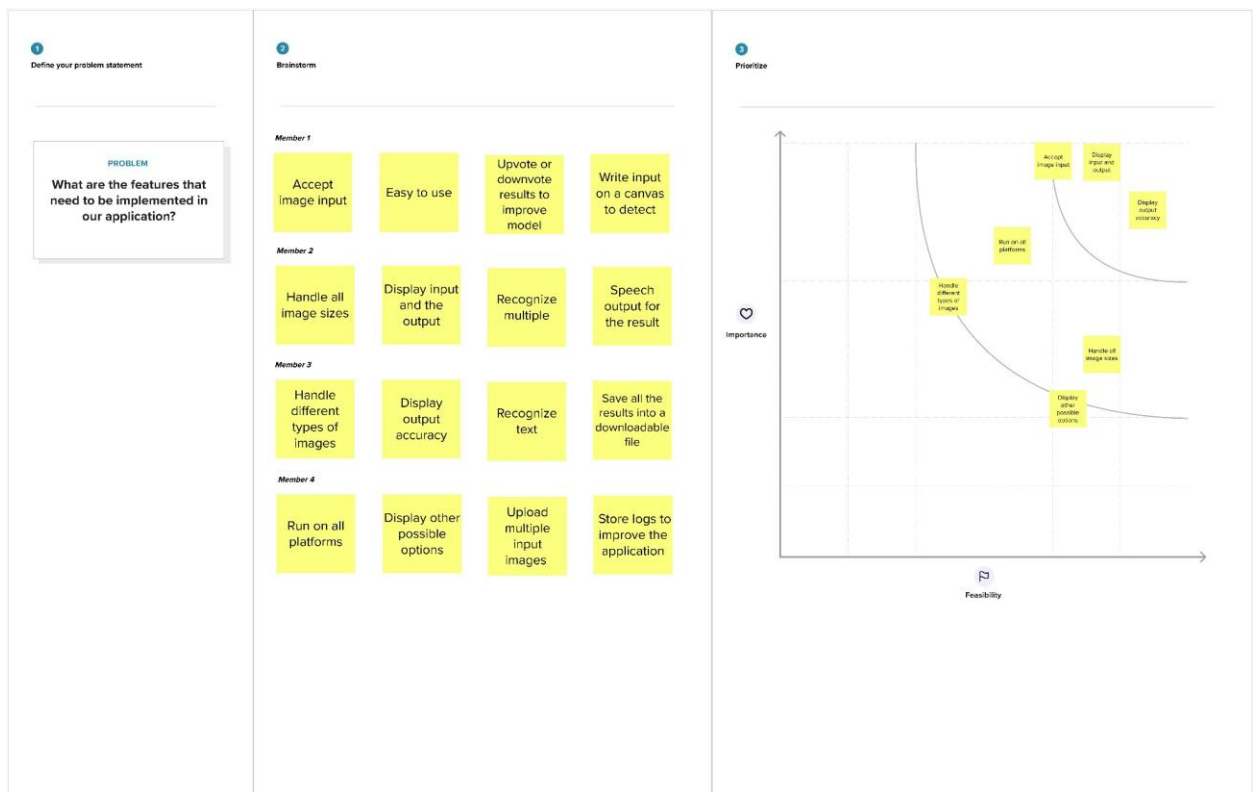 1
Define your problem statement
PROBLEM
What are the features that
need to be implemented in
our application?
2
Brainstorm
Member 1
Accept
image input
Easy to use
Upvote or
downvote
results to
improve
model
Write input
on a canvas
to detect
Member 2
Handle all
image sizes
Display input
and the
output
Recognize
multiple
Speech
output for
the result
Member 3
Handle
different
types of
images
Display
output
accuracy
Recognize
text
Save all the
results into a
downloadable
file
Member 4
Run on all
platforms
Display other
possible
options
Upload
multiple
input
images
Store logs to
improve the
application
3
Prioritize
Accept
image input
Display
input and
output
Display
output
accuracy
Run on all
platforms
Handle
different
types of
images
Handle all
image sizes
Display
other
possible
options
Importance
Feasibility